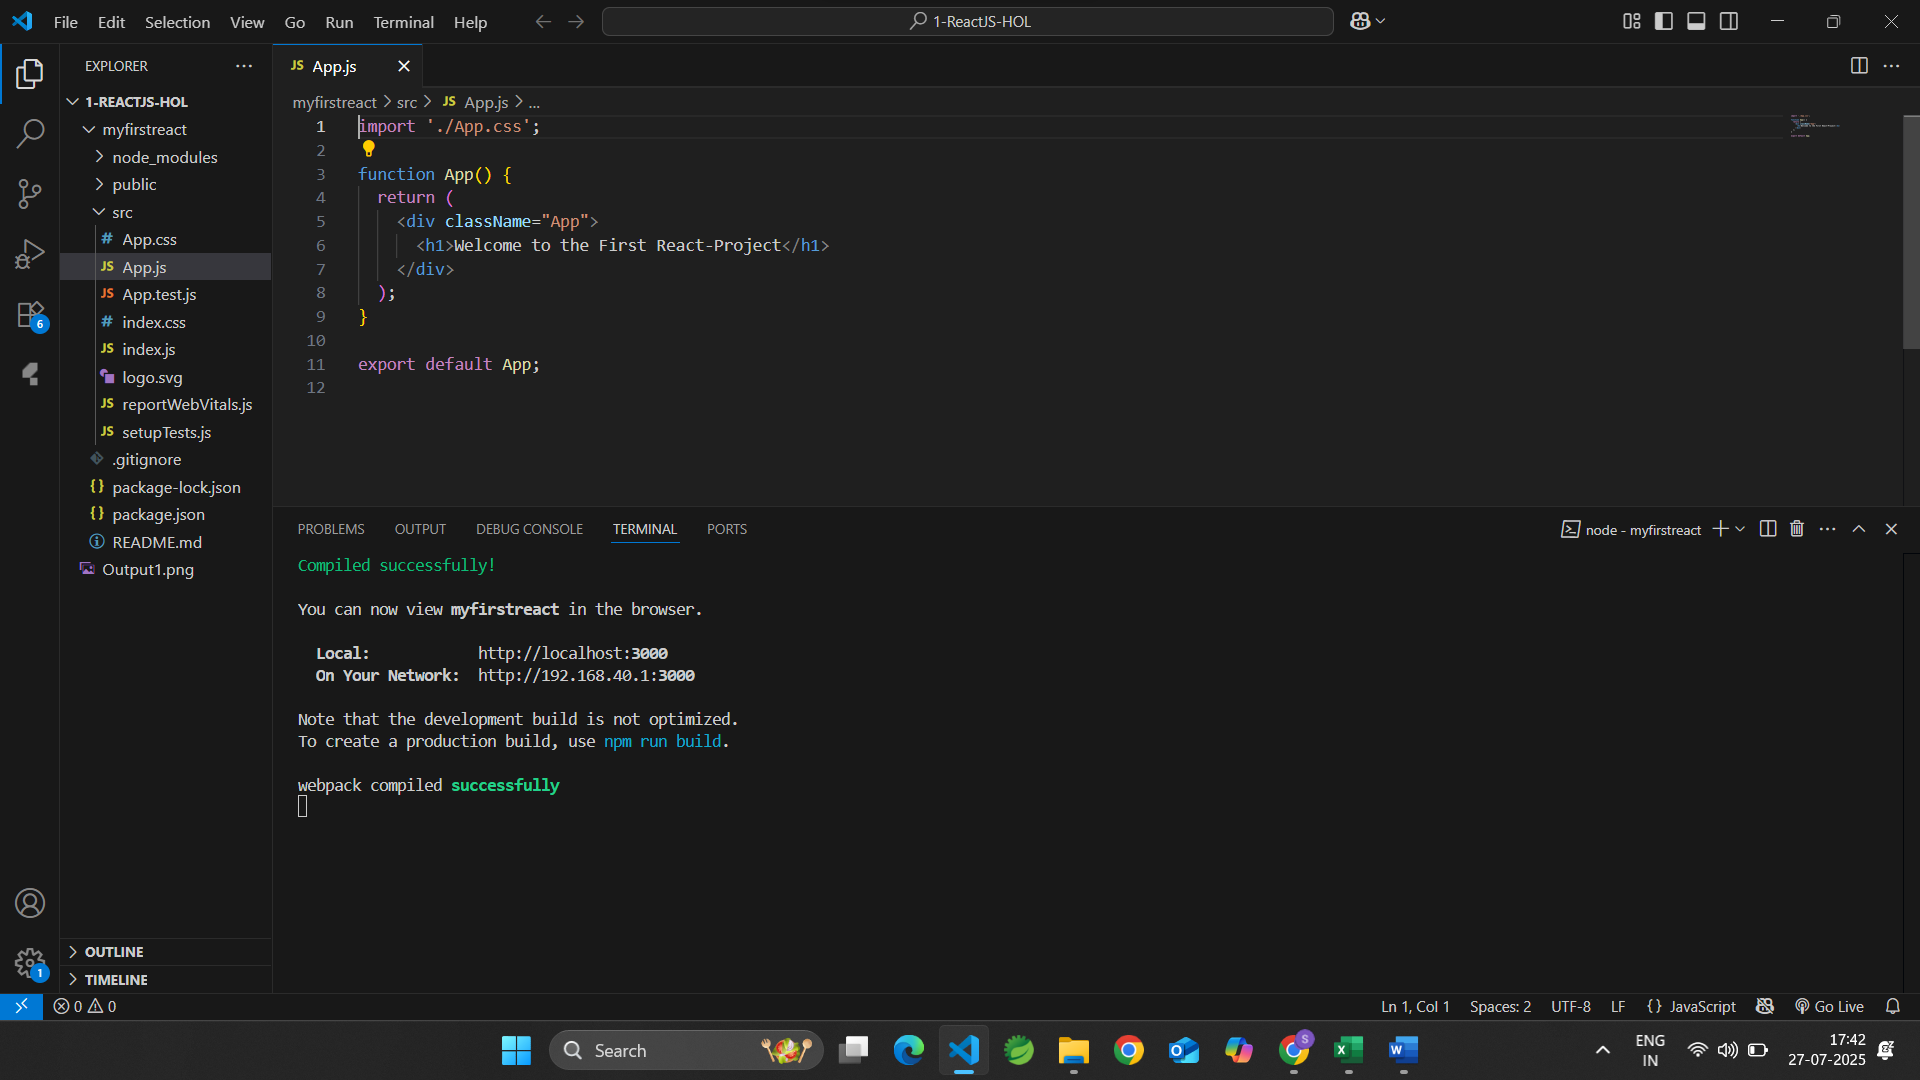 File Edit Selection View Go Run Terminal Help
1-ReactJS-HOL
EXPLORER
1-REACTJS-HOL
myfirstreact
node_modules
public
src
# App.css
JS App.js
JS App.test.js
# index.css
JS index.js
logo.svg
JS reportWebVitals.js
JS setupTests.js
.gitignore
{} package-lock.json
{} package.json
README.md
Output1.png
OUTLINE
TIMELINE
6
1
JS App.js
myfirstreact > src > JS App.js > ...
1 import './App.css';
2
3 function App() {
4 return (
5 <div className="App">
6 <h1>Welcome to the First React-Project</h1>
7 </div>
8 );
9 }
10
11 export default App;
12
PROBLEMS OUTPUT DEBUG CONSOLE TERMINAL PORTS
node - myfirstreact
Compiled successfully!
You can now view myfirstreact in the browser.
Local: http://localhost:3000
On Your Network: http://192.168.40.1:3000
Note that the development build is not optimized.
To create a production build, use npm run build.
webpack compiled successfully
0 0
Ln 1, Col 1 Spaces: 2 UTF-8 LF {} JavaScript Go Live
Search
S
ENG
IN
17:42
27-07-2025